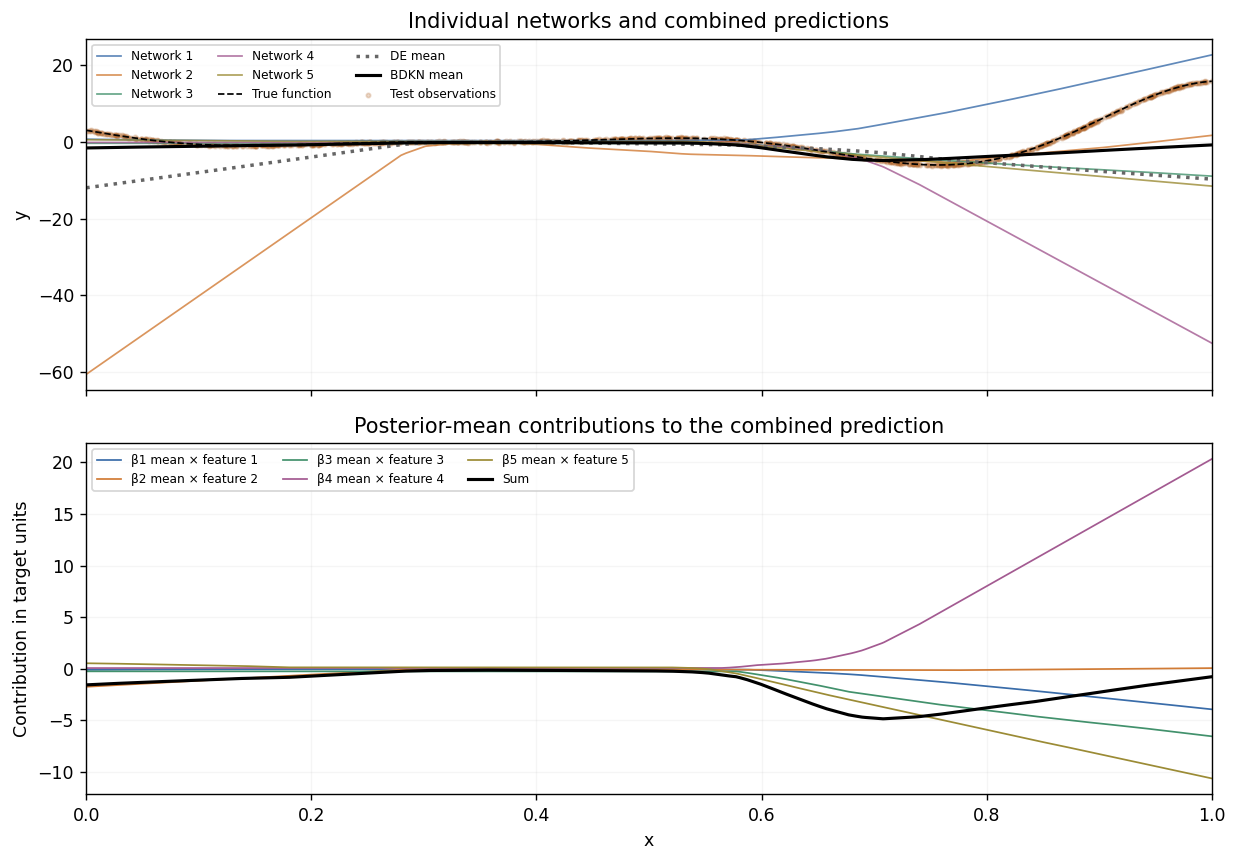 Individual networks and combined predictions
Network 1 Network 4 DE mean
Network 2 Network 5 BDKN mean
Network 3 True function Test observations
20
0
−20
−40
−60
y
Posterior-mean contributions to the combined prediction
β1 mean × feature 1 β3 mean × feature 3 β5 mean × feature 5
β2 mean × feature 2 β4 mean × feature 4 Sum
20
15
10
5
0
−5
−10
Contribution in target units
0.0 0.2 0.4 0.6 0.8 1.0
x